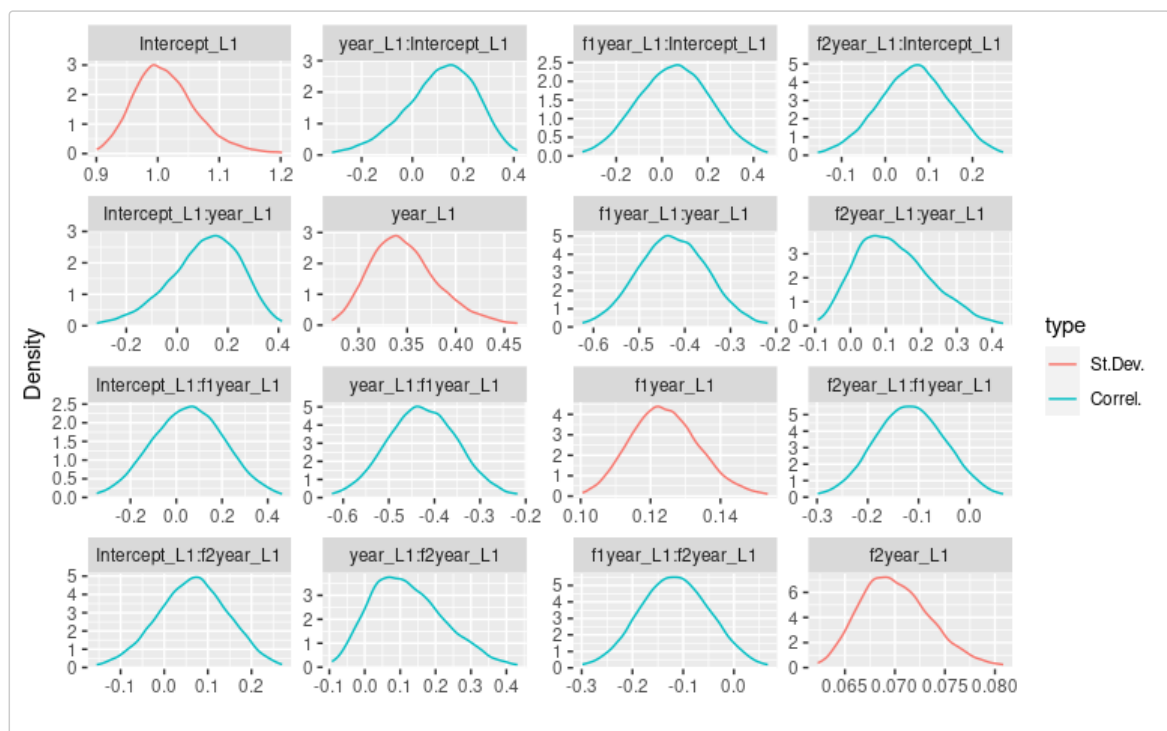 Intercept_L1 year_L1:Intercept_L1 f1year_L1:Intercept_L1 f2year_L1:Intercept_L1
3 2 1 0
3 2 1 0
2.5 2.0 1.5 1.0 0.5 0.0
5 4 3 2 1 0
0.9 1.0 1.1 1.2 -0.2 0.0 0.2 0.4 -0.2 0.0 0.2 0.4 -0.1 0.0 0.1 0.2
Intercept_L1:year_L1 year_L1 f1year_L1:year_L1 f2year_L1:year_L1
3 2 1 0
3 2 1 0
5 4 3 2 1 0
3 2 1 0
-0.2 0.0 0.2 0.4 0.30 0.35 0.40 0.45 -0.6 -0.5 -0.4 -0.3 -0.2 -0.1 0.0 0.1 0.2 0.3 0.4
Intercept_L1:f1year_L1 year_L1:f1year_L1 f1year_L1 f2year_L1:f1year_L1
2.5 2.0 1.5 1.0 0.5 0.0
5 4 3 2 1 0
4 3 2 1 0
5 4 3 2 1 0
-0.2 0.0 0.2 0.4 -0.6 -0.5 -0.4 -0.3 -0.2 0.10 0.12 0.14 -0.3 -0.2 -0.1 0.0
Intercept_L1:f2year_L1 year_L1:f2year_L1 f1year_L1:f2year_L1 f2year_L1
5 4 3 2 1 0
3 2 1 0
5 4 3 2 1 0
6 4 2 0
-0.1 0.0 0.1 0.2 -0.1 0.0 0.1 0.2 0.3 0.4 -0.3 -0.2 -0.1 0.0 0.065 0.070 0.075 0.080
Density
type
St.Dev.
Correl.